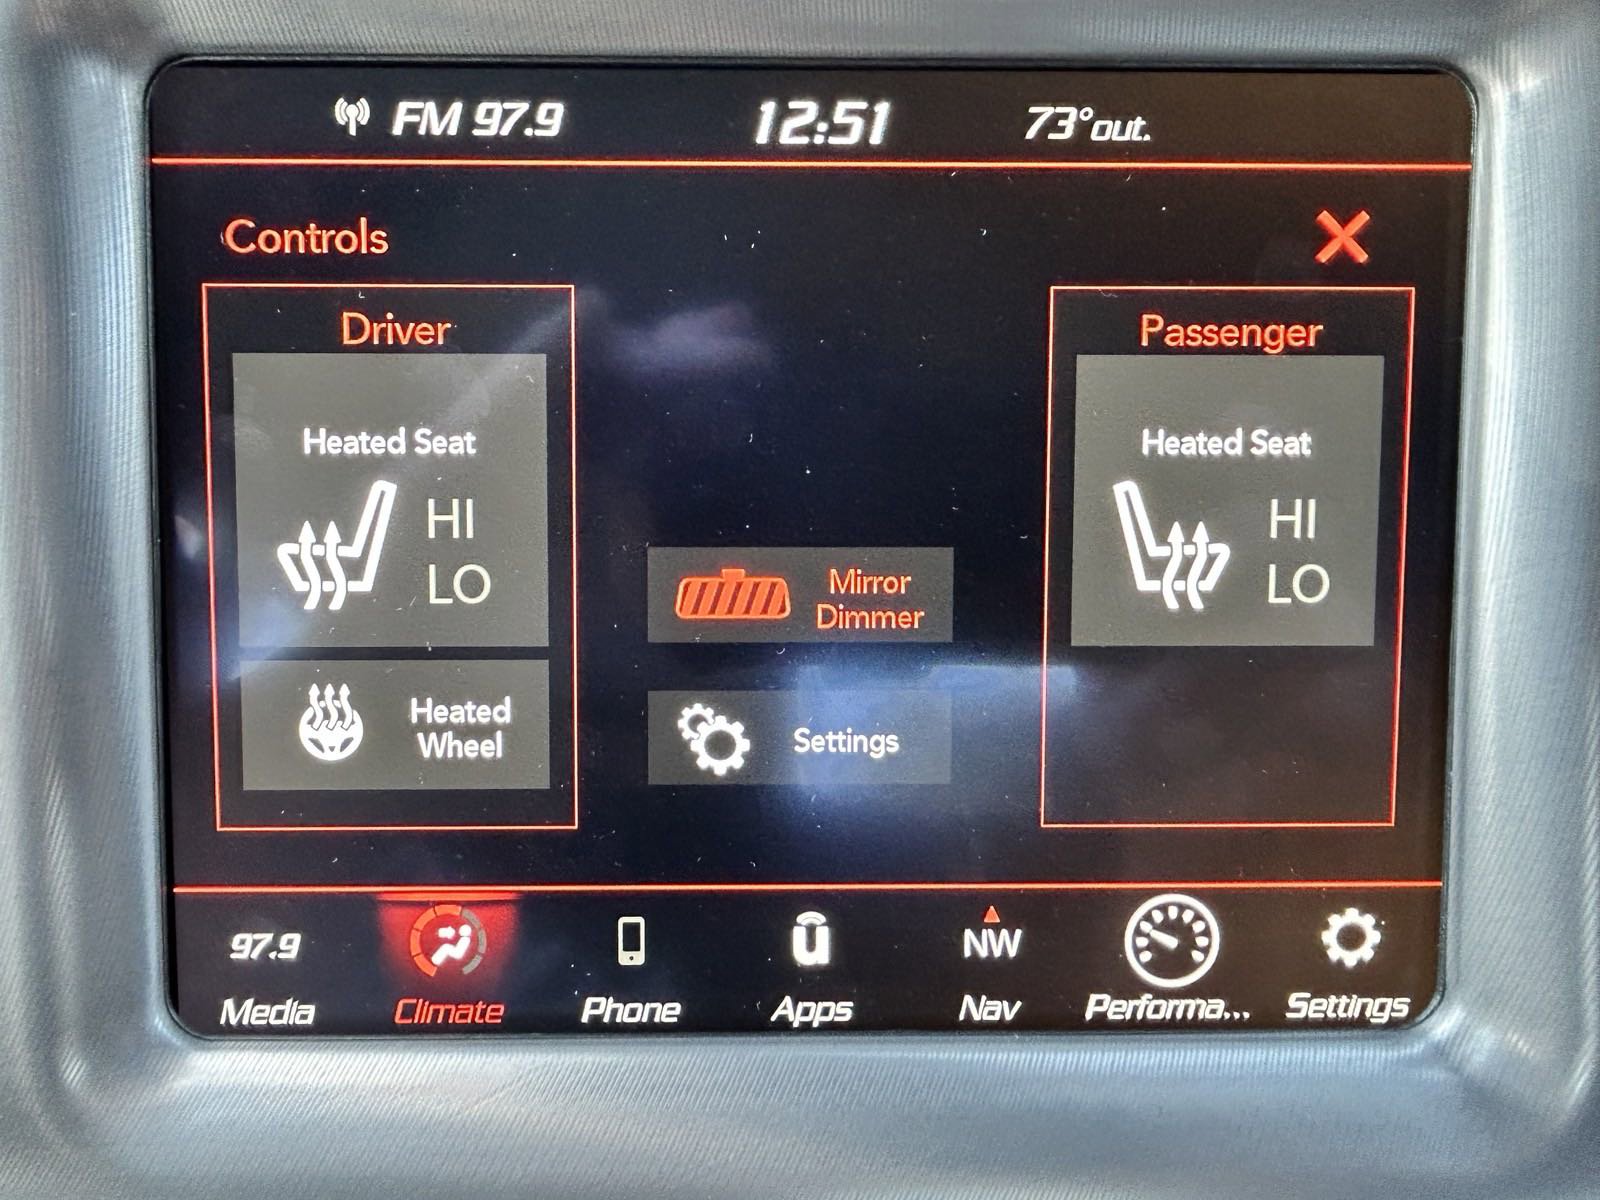 FM 97.9 12:51 73°out.
Controls
Driver
Heated Seat
HI
LO
Heated
Wheel
Mirror
Dimmer
Settings
Passenger
Heated Seat
HI
LO
97.9
Media
Climate
Phone
u
Apps
NW
Nav
Performa...
Settings